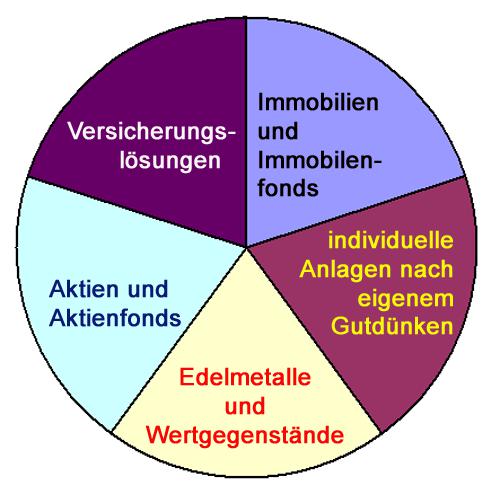 Immobilien
und
Immobilen-
fonds
individuelle
Anlagen nach
eigenem
Gutdünken
Edelmetalle
und
Wertgegenstände
Aktien und
Aktienfonds
Versicherungs-
lösungen